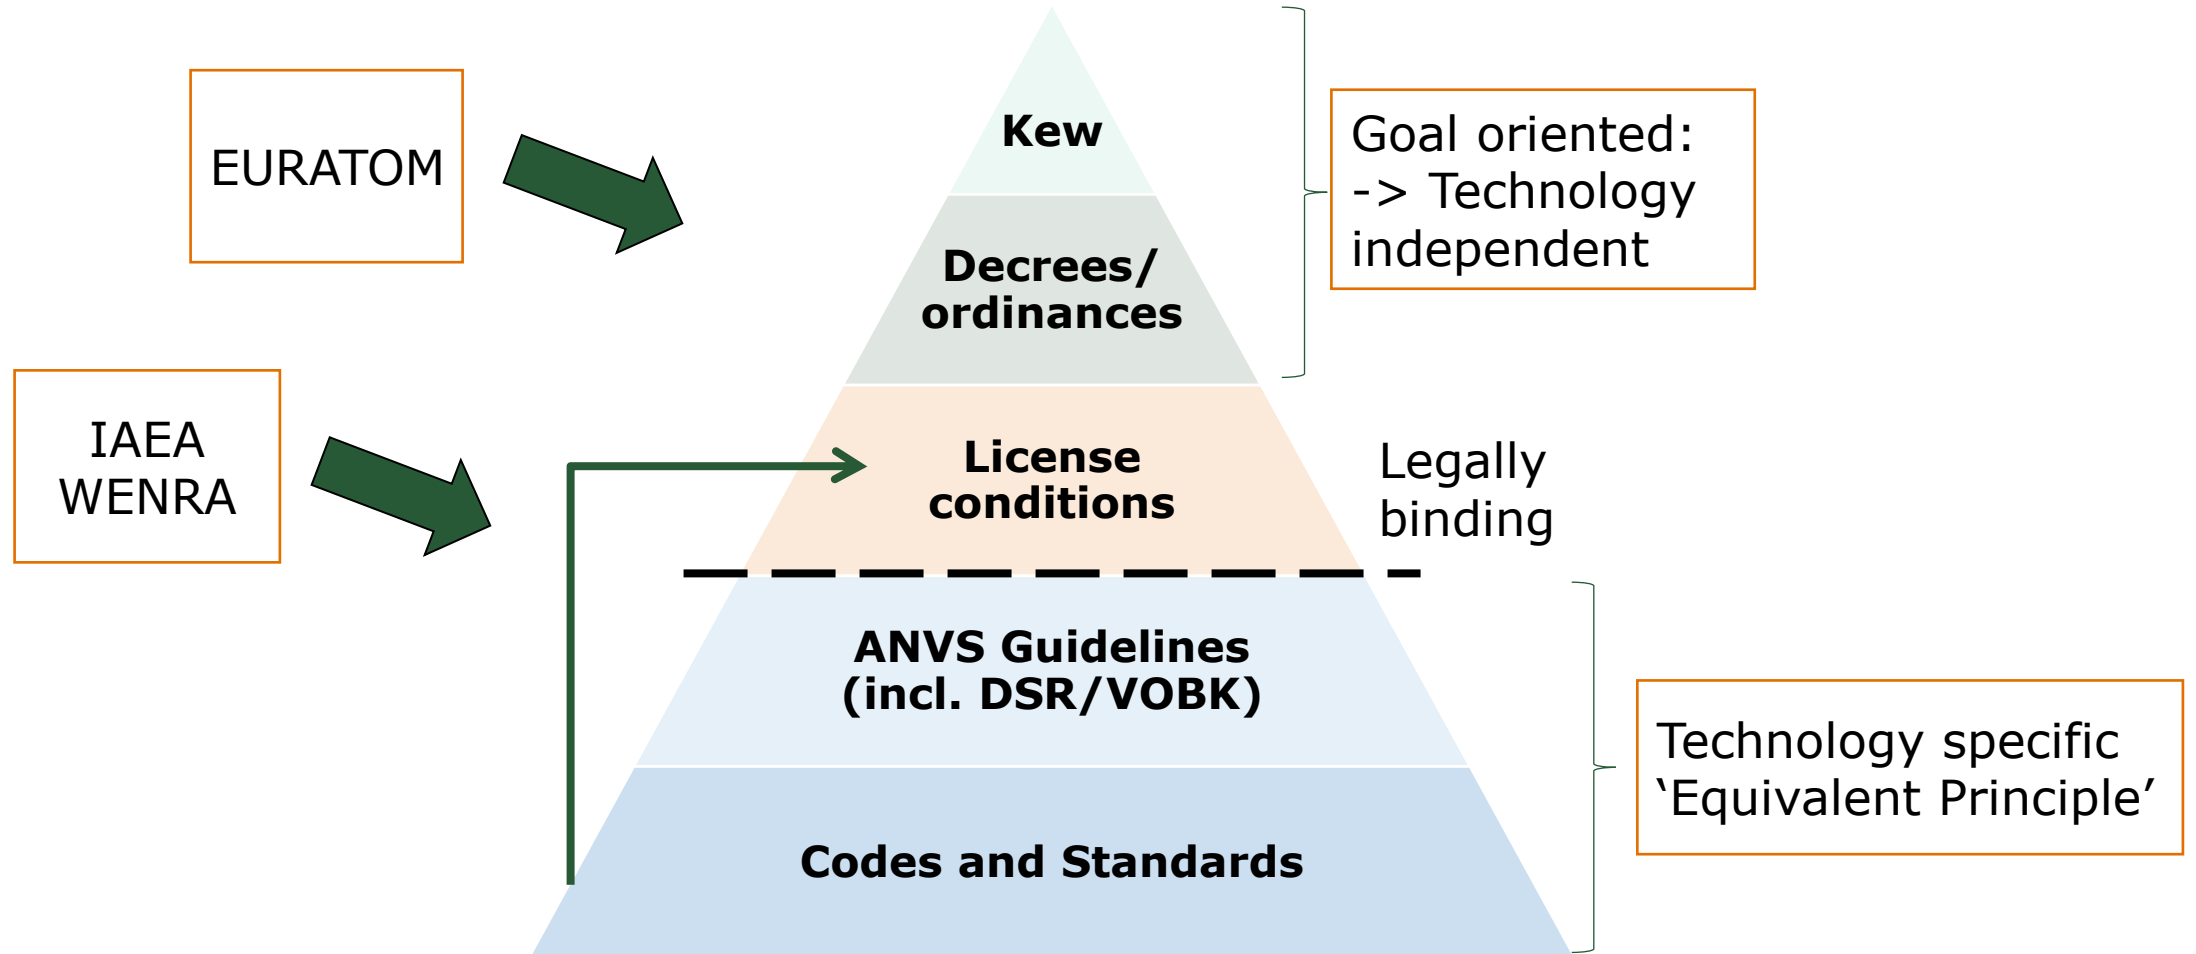 EURATOM
Kew
Goal oriented:
-> Technology
independent
Decrees/
ordinances
IAEA
WENRA
License
conditions
Legally
binding
ANVS Guidelines
(incl. DSR/VOBK)
Technology specific
‘Equivalent Principle’
Codes and Standards